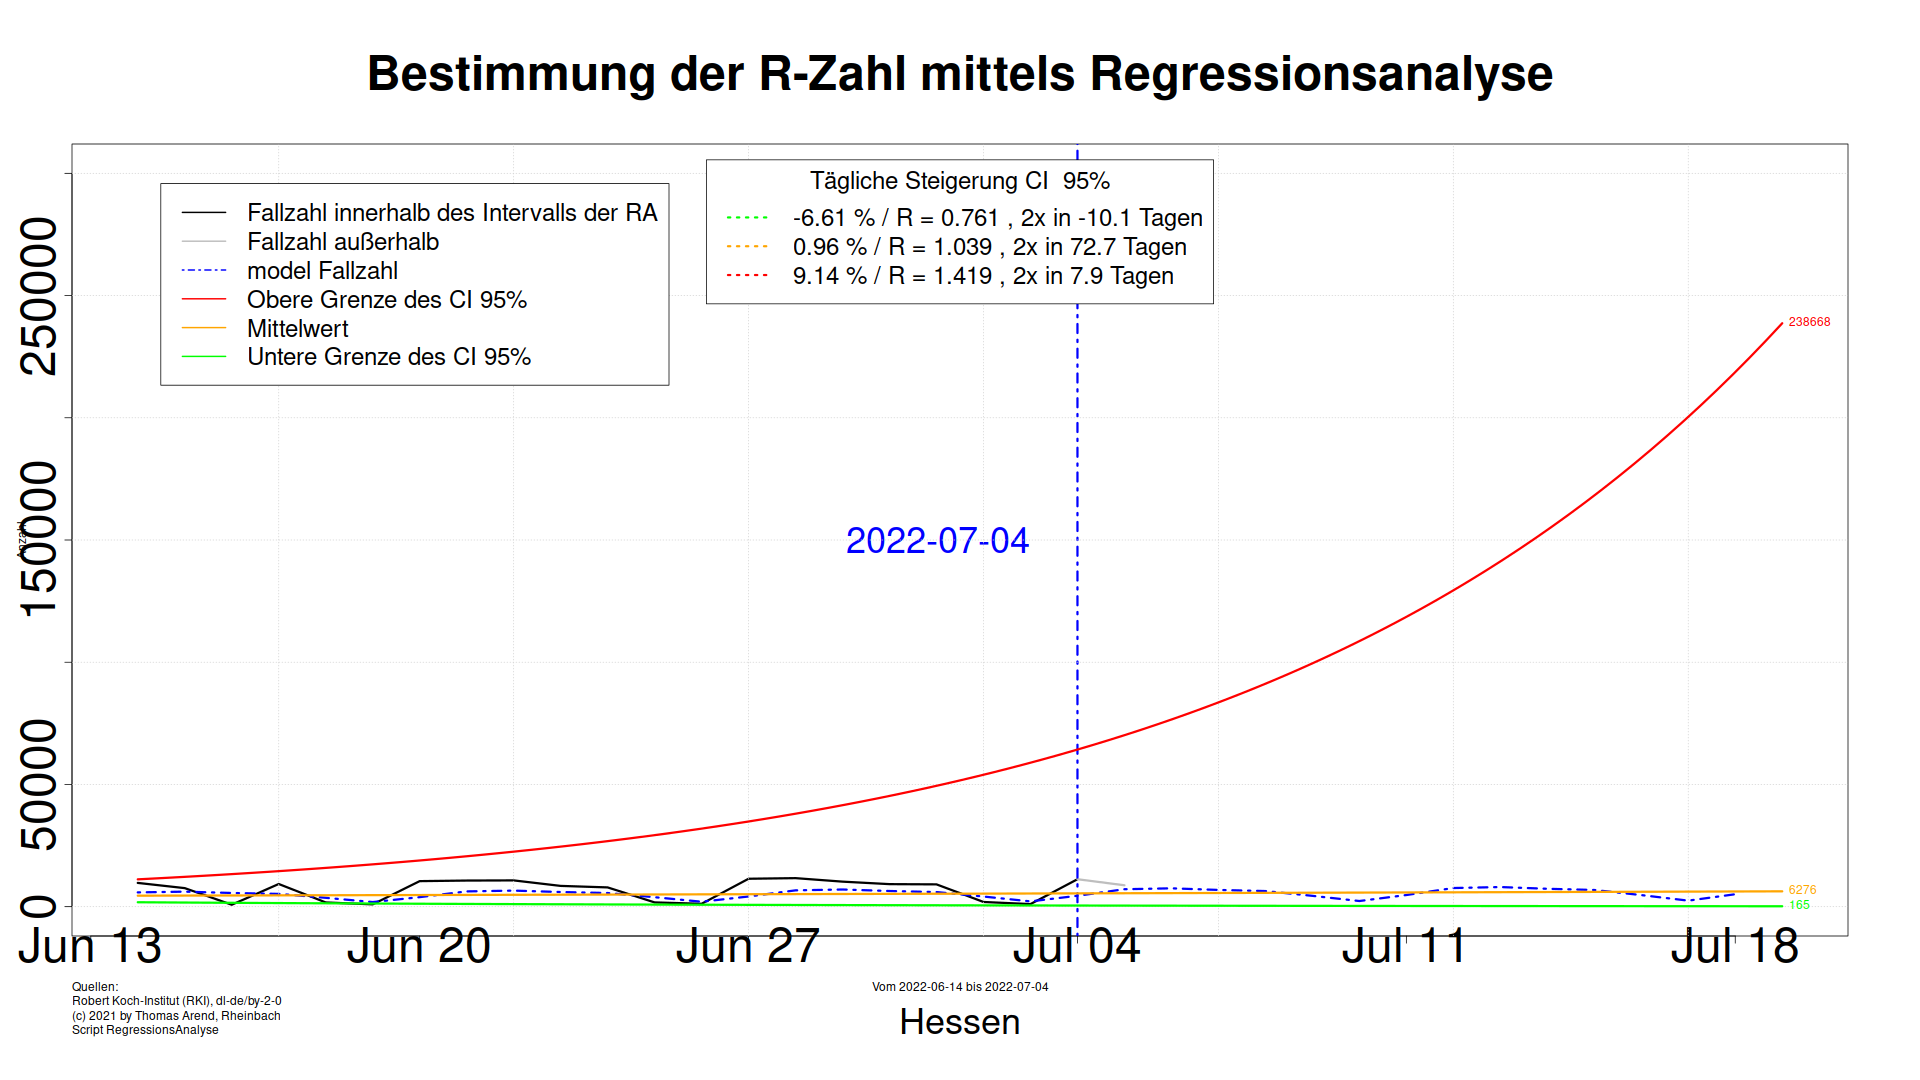 Bestimmung der R-Zahl mittels Regressionsanalyse
Fallzahl innerhalb des Intervalls der RA
Fallzahl außerhalb
model Fallzahl
Obere Grenze des CI 95%
Mittelwert
Untere Grenze des CI 95%
Tägliche Steigerung CI  95%
-6.61 % / R = 0.761 , 2x in -10.1 Tagen
0.96 % / R = 1.039 , 2x in 72.7 Tagen
9.14 % / R = 1.419 , 2x in 7.9 Tagen
250000
150000
50000
0
Anzahl
2022-07-04
238668
6276
165
Jun 13
Jun 20
Jun 27
Jul 04
Jul 11
Jul 18
Quellen:
Robert Koch-Institut (RKI), dl-de/by-2-0
(c) 2021 by Thomas Arend, Rheinbach
Script RegressionsAnalyse
Vom 2022-06-14 bis 2022-07-04
Hessen